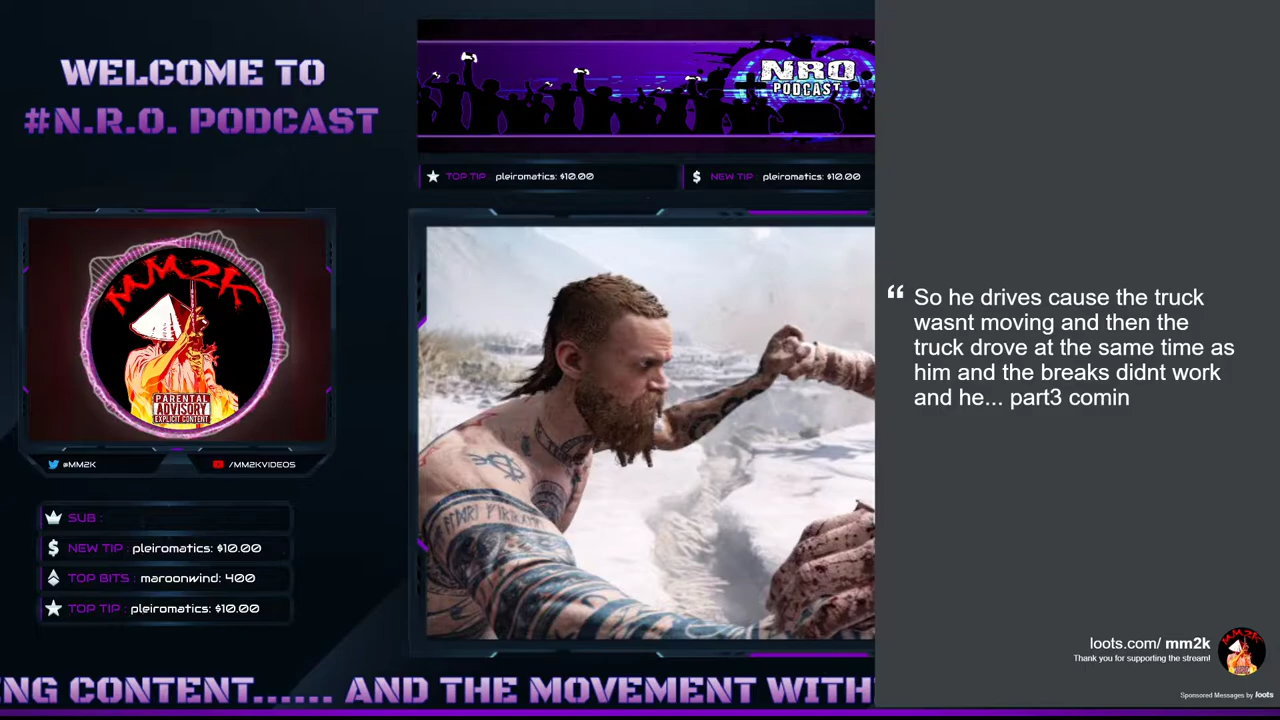 WELCOME TO
#N.R.O. PODCAST
NRO
PODCAST
TOP TIP : pleiromatics: $10.00
NEW TIP : pleiromatics: $10.00
MM2K
PARENTAL
ADVISORY
EXPLICIT CONTENT
@MM2K
/MM2KVIDEOS
SUB :
NEW TIP : pleiromatics: $10.00
TOP BITS : maroonwind: 400
TOP TIP : pleiromatics: $10.00
“ So he drives cause the truck
wasnt moving and then the
truck drove at the same time as
him and the breaks didnt work
and he... part3 comin
loots.com/ mm2k
Thank you for supporting the stream!
Sponsored Messages by loots
NG CONTENT...... AND THE MOVEMENT WITH